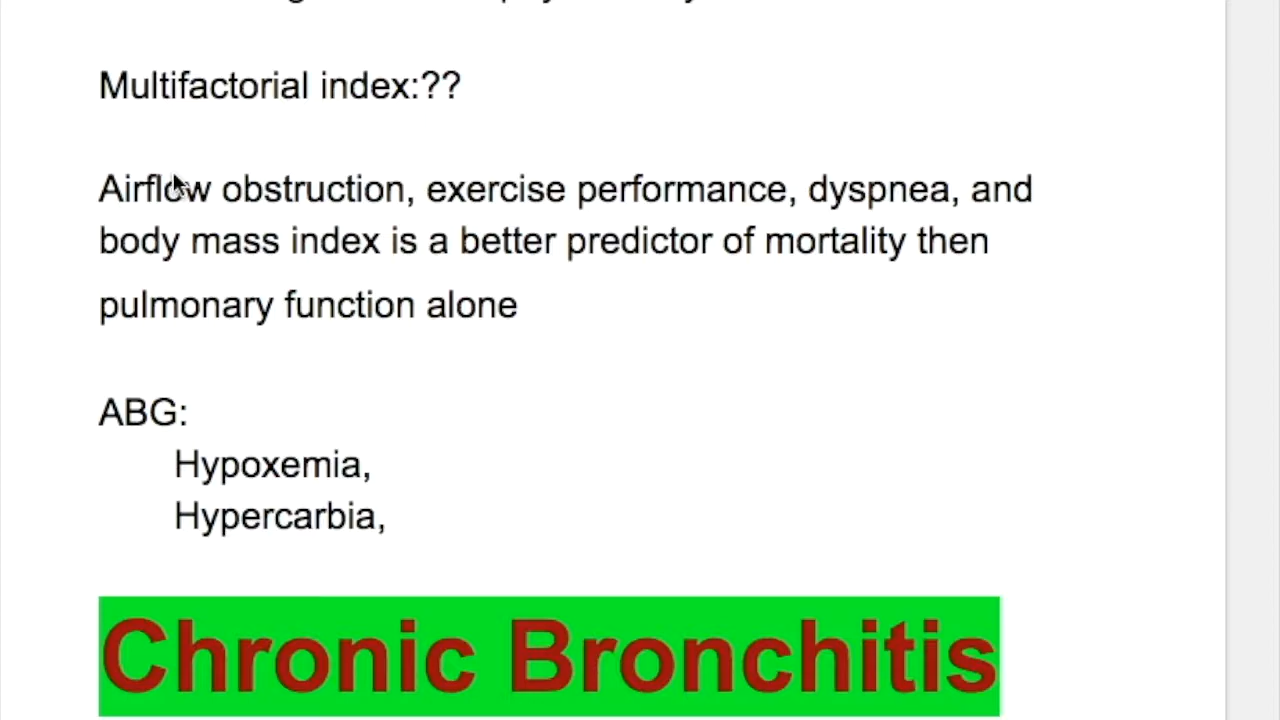 Multifactorial index:??
Airflow obstruction, exercise performance, dyspnea, and
body mass index is a better predictor of mortality then
pulmonary function alone
ABG:
Hypoxemia,
Hypercarbia,
Chronic Bronchitis